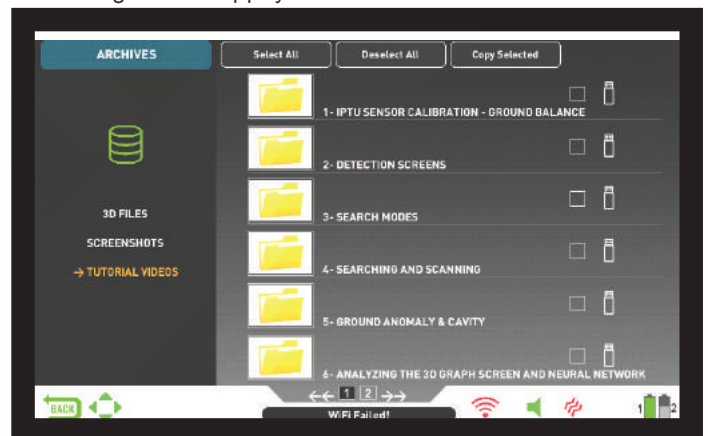 ARCHIVES
Select All Deselect All Copy Selected
1- IPTU SENSOR CALIBRATION - GROUND BALANCE
2- DETECTION SCREENS
3- SEARCH MODES
4- SEARCHING AND SCANNING
5- GROUND ANOMALY & CAVITY
6- ANALYZING THE 3D GRAPH SCREEN AND NEURAL NETWORK
3D FILES
SCREENSHOTS
→ TUTORIAL VIDEOS
BACK
←← 1 2 →→
WiFi Failed!
1 2